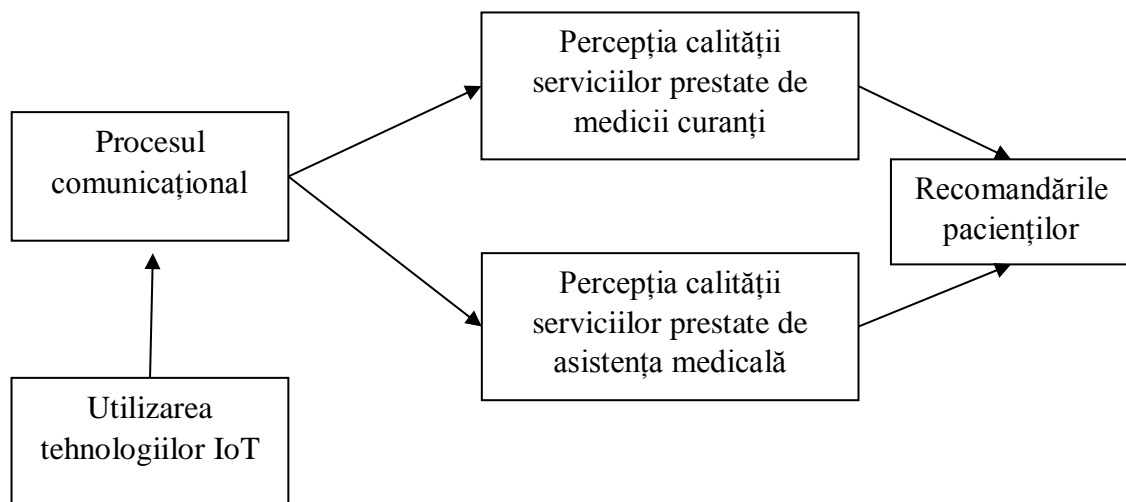 Procesul
comunicațional
Utilizarea
tehnologiilor IoT
Percepția calității
serviciilor prestate de
medicii curanți
Percepția calității
serviciilor prestate de
asistența medicală
Recomandările
pacienților